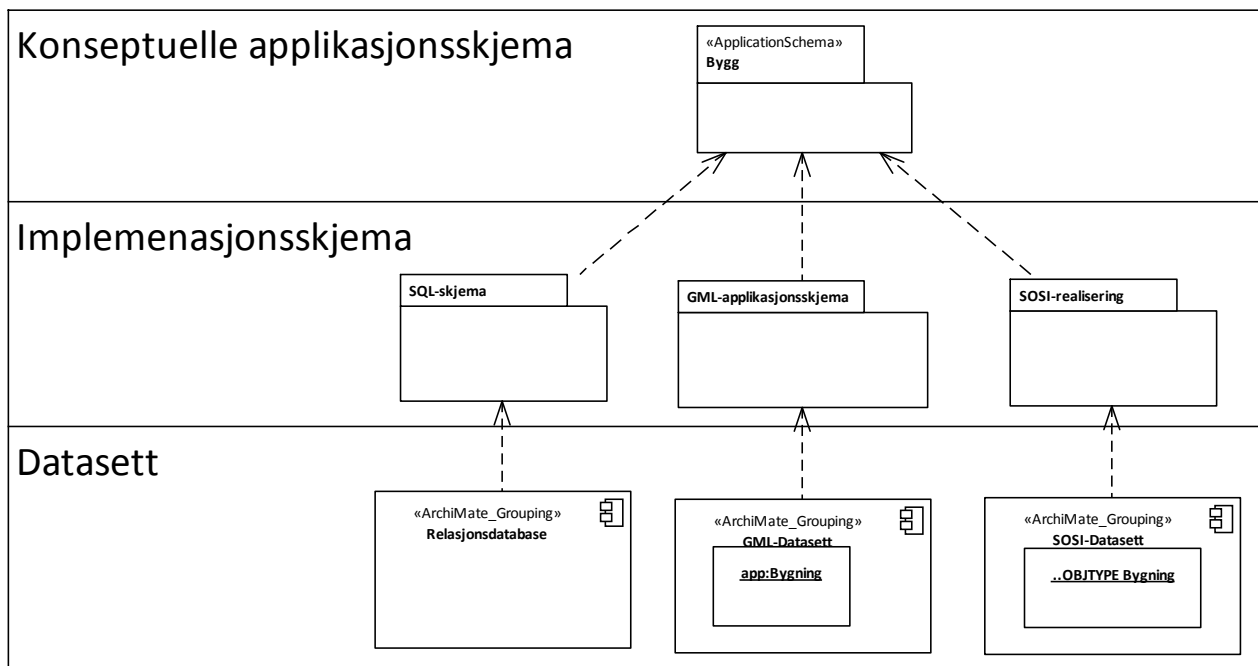 Konseptuelle applikasjonsskjema
«ApplicationSchema»
Bygg
Implemenasjonsskjema
SQL-skjema
GML-applikasjonsskjema
SOSI-realisering
Datasett
«ArchiMate_Grouping»
Relasjonsdatabase
«ArchiMate_Grouping»
GML-Datasett
app:Bygning
«ArchiMate_Grouping»
SOSI-Datasett
..OBJTYPE Bygning